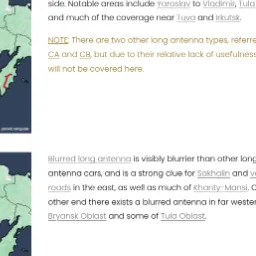 side. Notable areas include Yaroslav to Vladimir, Tula
and much of the coverage near Tuva and Irkutsk.
NOTE: There are two other long antenna types, referre
CA and CB, but due to their relative lack of usefulness
will not be covered here.
Blurred long antenna is visibly blurrier than other long
antenna cars, and is a strong clue for Sakhalin and
roads in the east, as well as much of Khanty-Mansi.
other end there exists a blurred antenna in far wester
Bryansk Oblast and some of Tula Oblast.